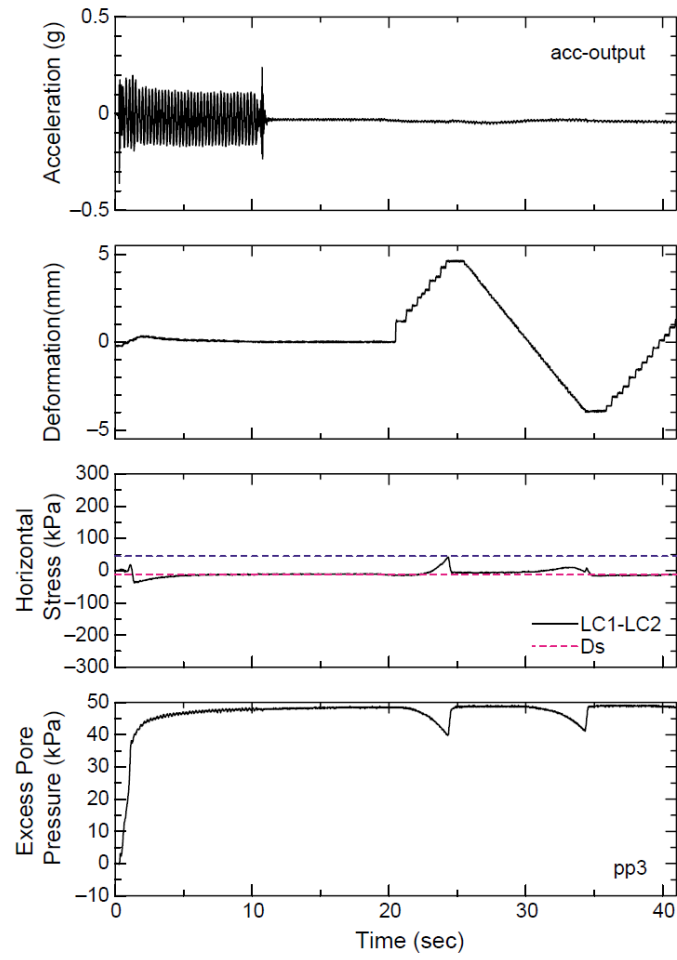 Acceleration (g)
0.5
0
–0.5
acc-output
Deformation(mm)
5
0
–5
Horizontal
Stress (kPa)
300
200
100
0
–100
–200
–300
LC1-LC2
Ds
Excess Pore
Pressure (kPa)
50
40
30
20
10
0
–10
pp3
0 10 20 30 40
Time (sec)